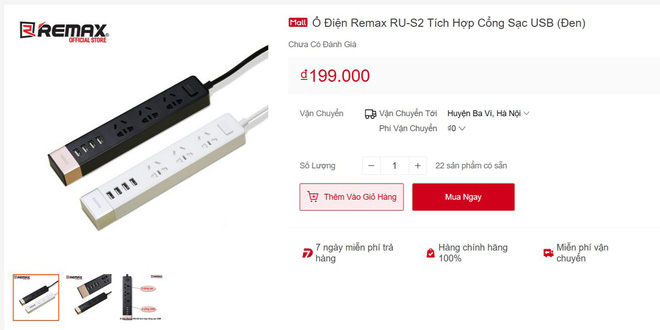 REMAX
OFFICIAL STORE
Mall Ổ Điện Remax RU-S2 Tích Hợp Cổng Sạc USB (Đen)
Chưa Có Đánh Giá
₫199.000
Vận Chuyển
Vận Chuyển Tới
Huyện Ba Vì, Hà Nội
Phí Vận Chuyển
₫0
Số Lượng
− 1 +
22 sản phẩm có sẵn
Thêm Vào Giỏ Hàng
Mua Ngay
7 ngày miễn phí trả
hàng
Hàng chính hãng
100%
Miễn phí vận
chuyển
REMAX